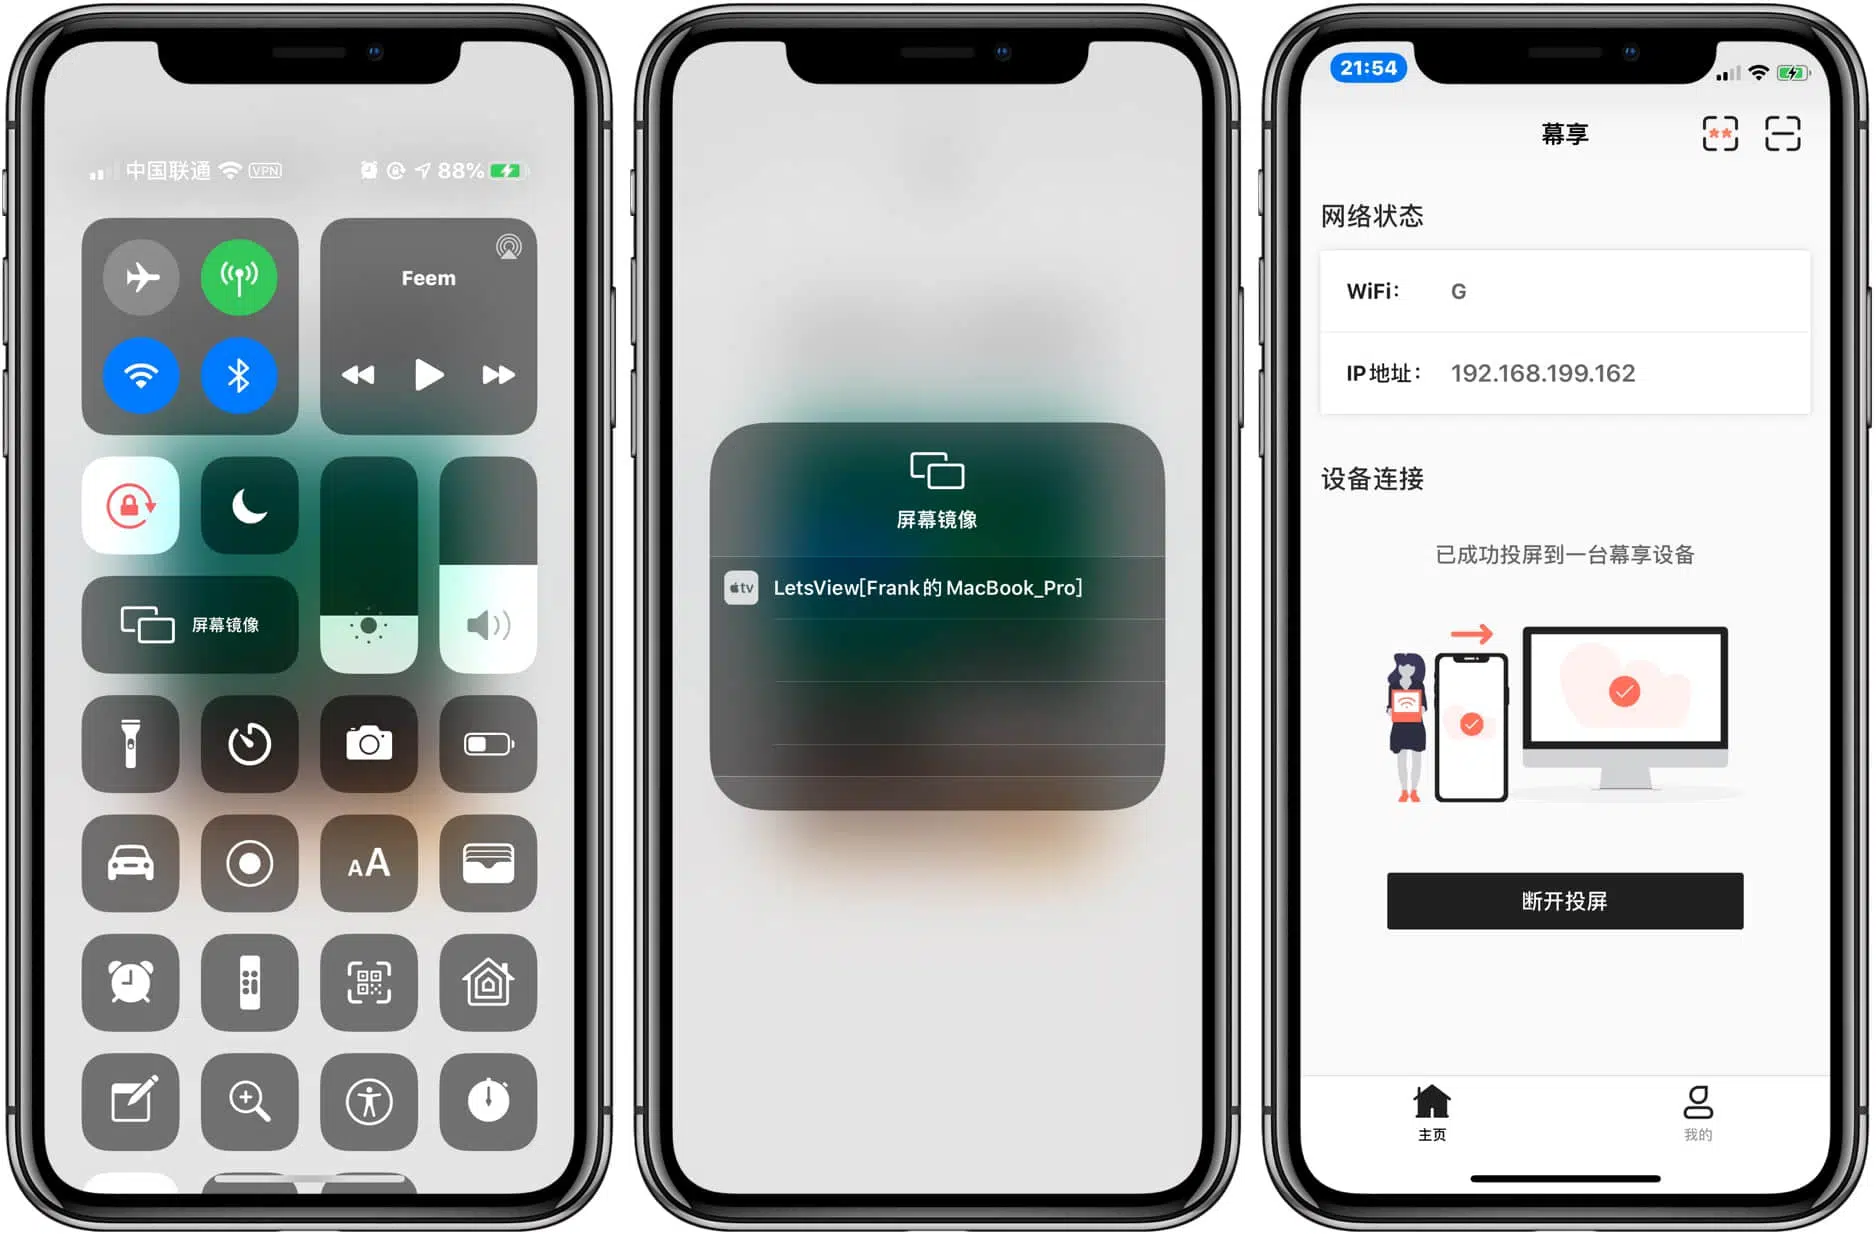 中国联通 VPN 88%
Feem
屏幕镜像
AA
屏幕镜像
tv LetsView[Frank的MacBook_Pro]
21:54
幕享
**
网络状态
WiFi: G
IP地址: 192.168.199.162
设备连接
已成功投屏到一台幕享设备
断开投屏
主页
我的